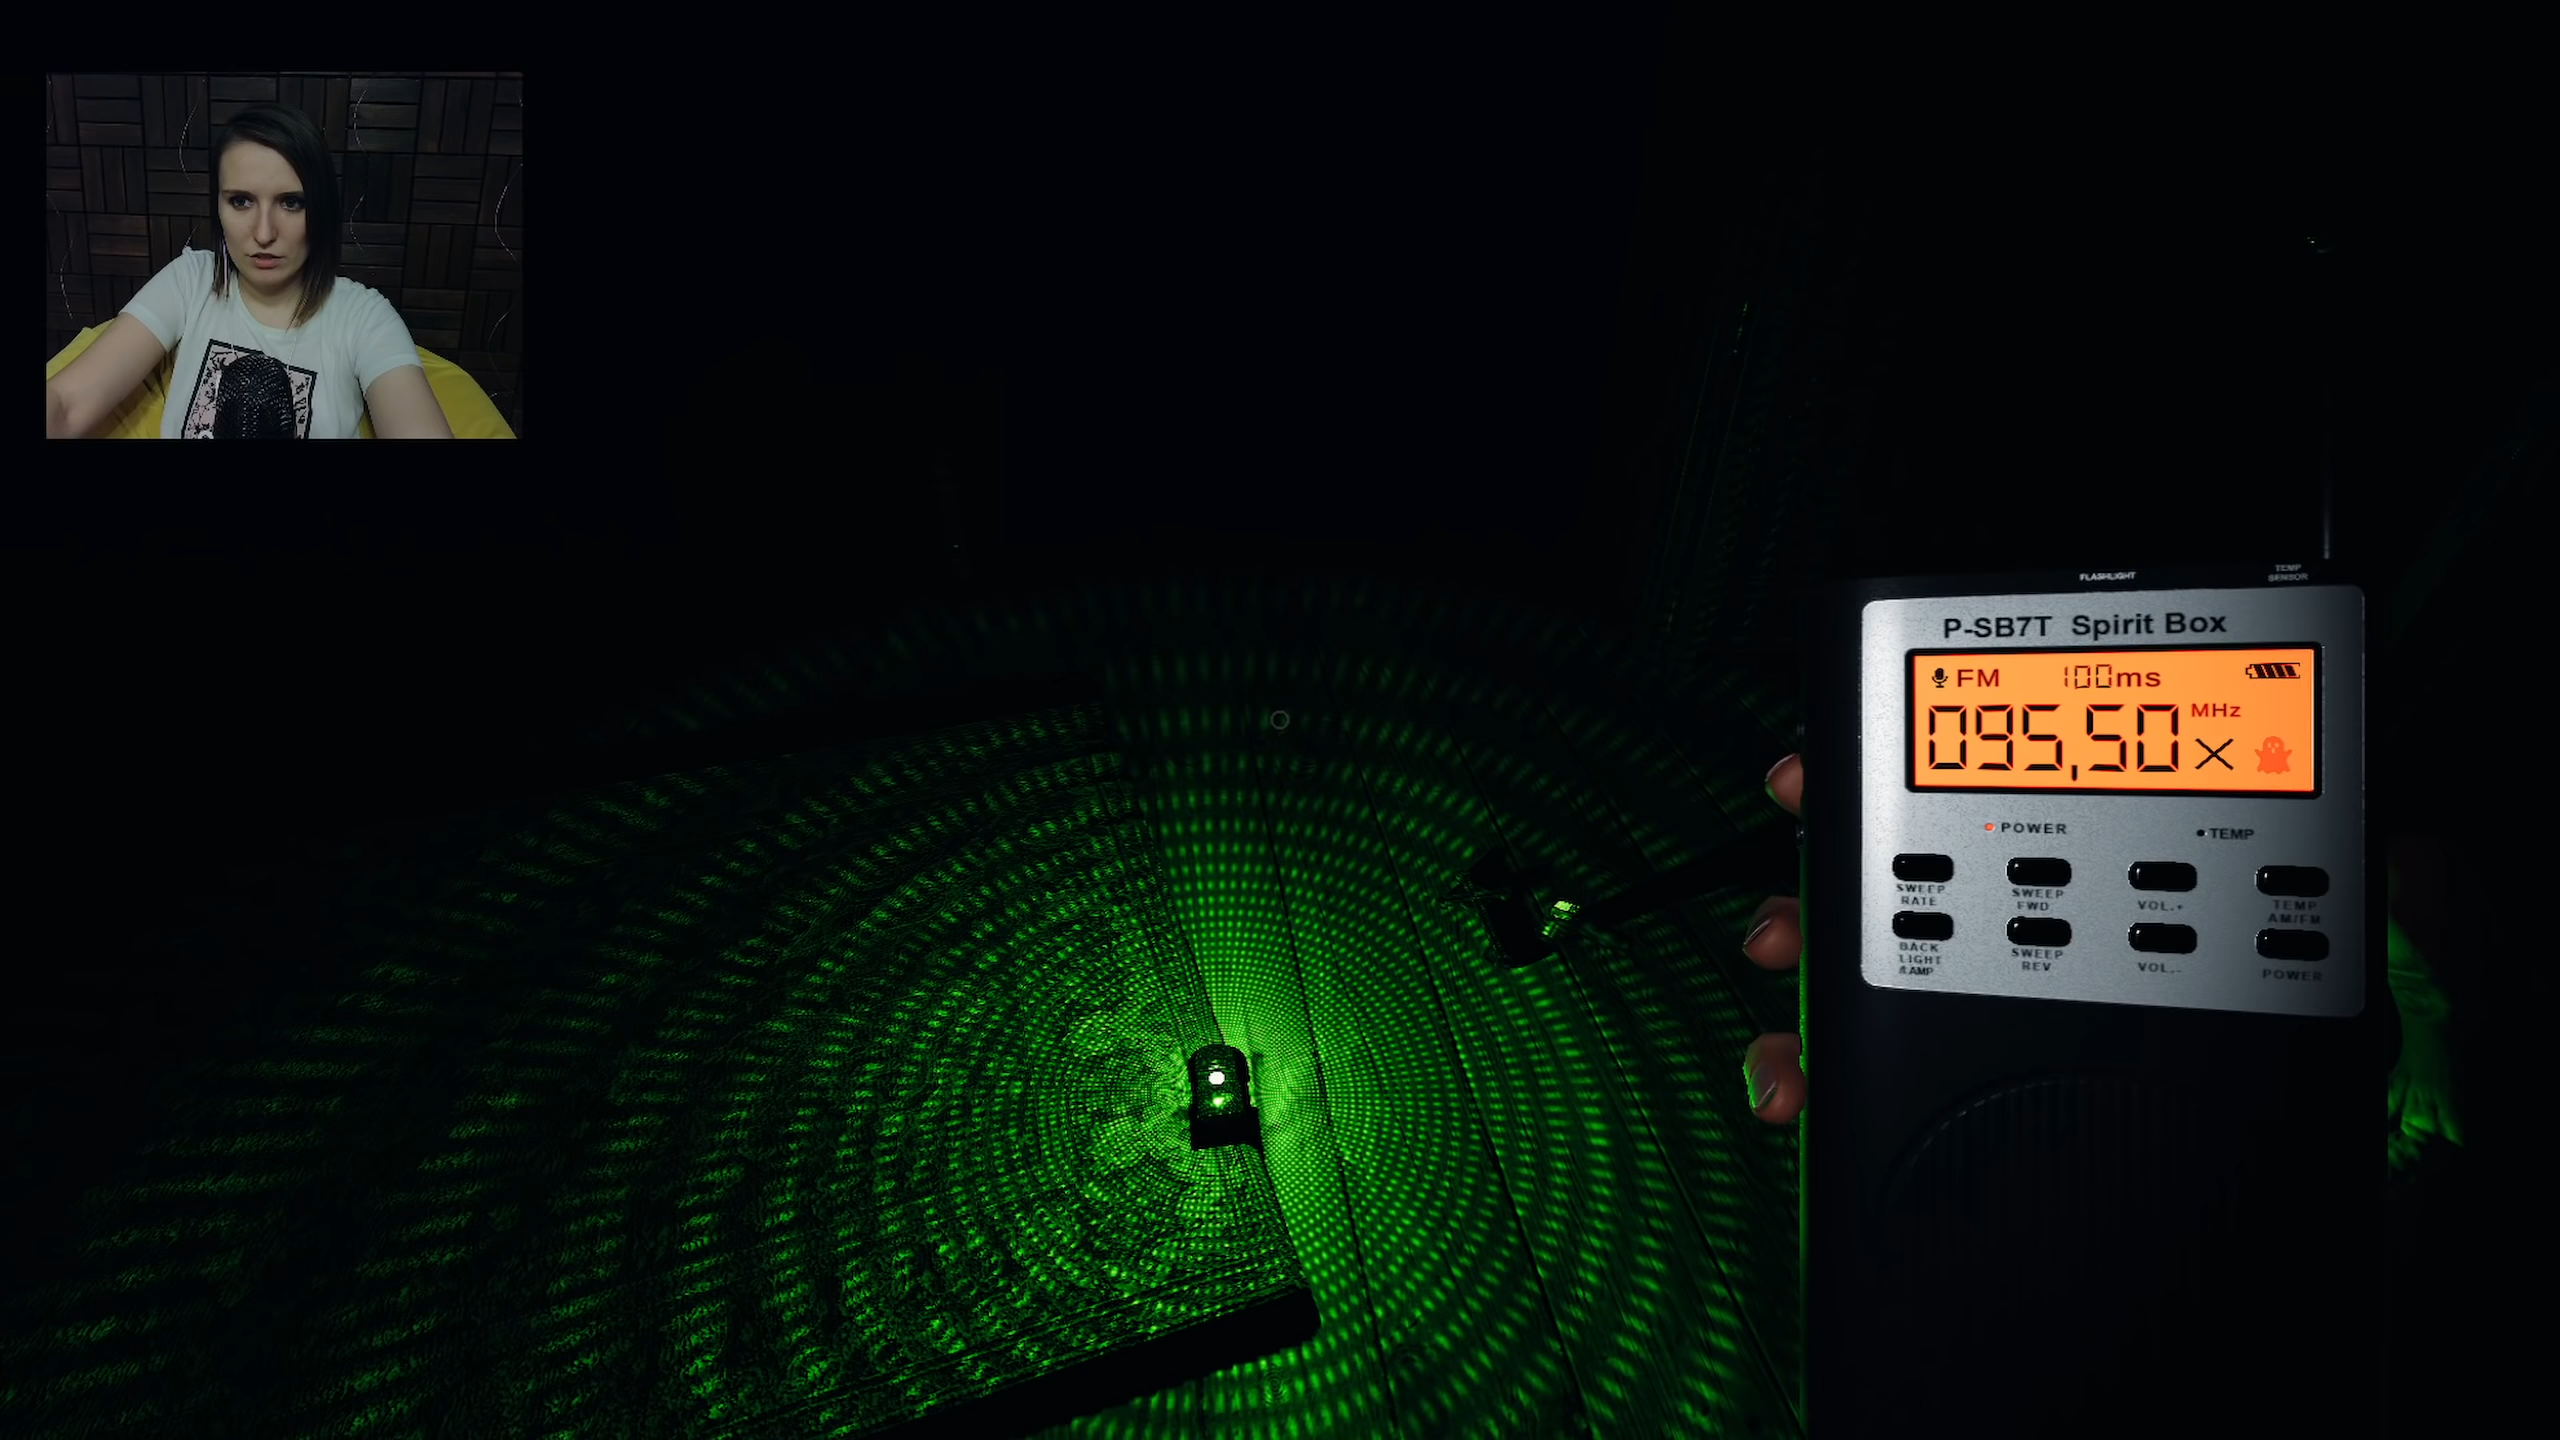 FLASHLIGHT
TEMP
SENSOR
P-SB7T Spirit Box
FM 100ms
095,50 MHz X
POWER
TEMP
SWEEP
RATE
SWEEP
FWD
VOL.+
TEMP
AM/FM
BACK
LIGHT
&AMP
SWEEP
REV
VOL.-
POWER